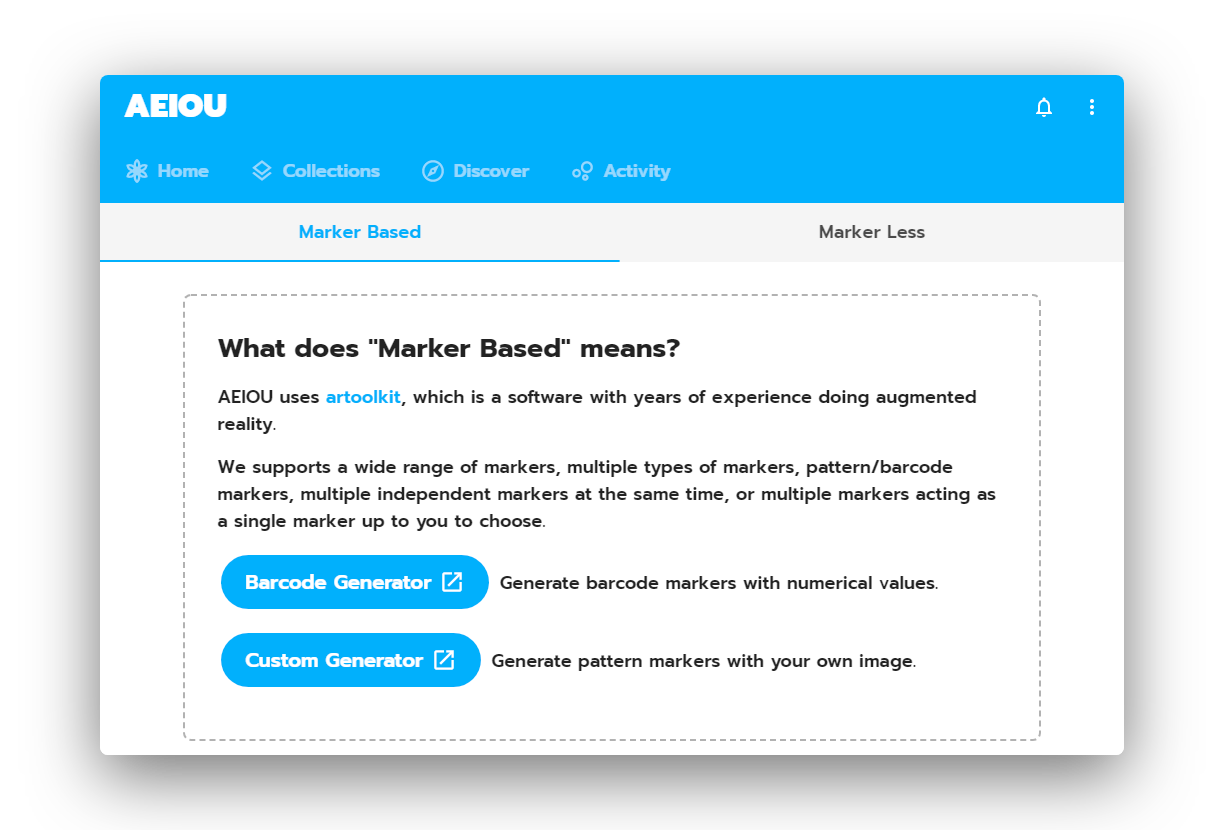 AEIOU
Home Collections Discover Activity
Marker Based Marker Less
What does "Marker Based" means?
AEIOU uses artoolkit, which is a software with years of experience doing augmented
reality.
We supports a wide range of markers, multiple types of markers, pattern/barcode
markers, multiple independent markers at the same time, or multiple markers acting as
a single marker up to you to choose.
Barcode Generator Generate barcode markers with numerical values.
Custom Generator Generate pattern markers with your own image.